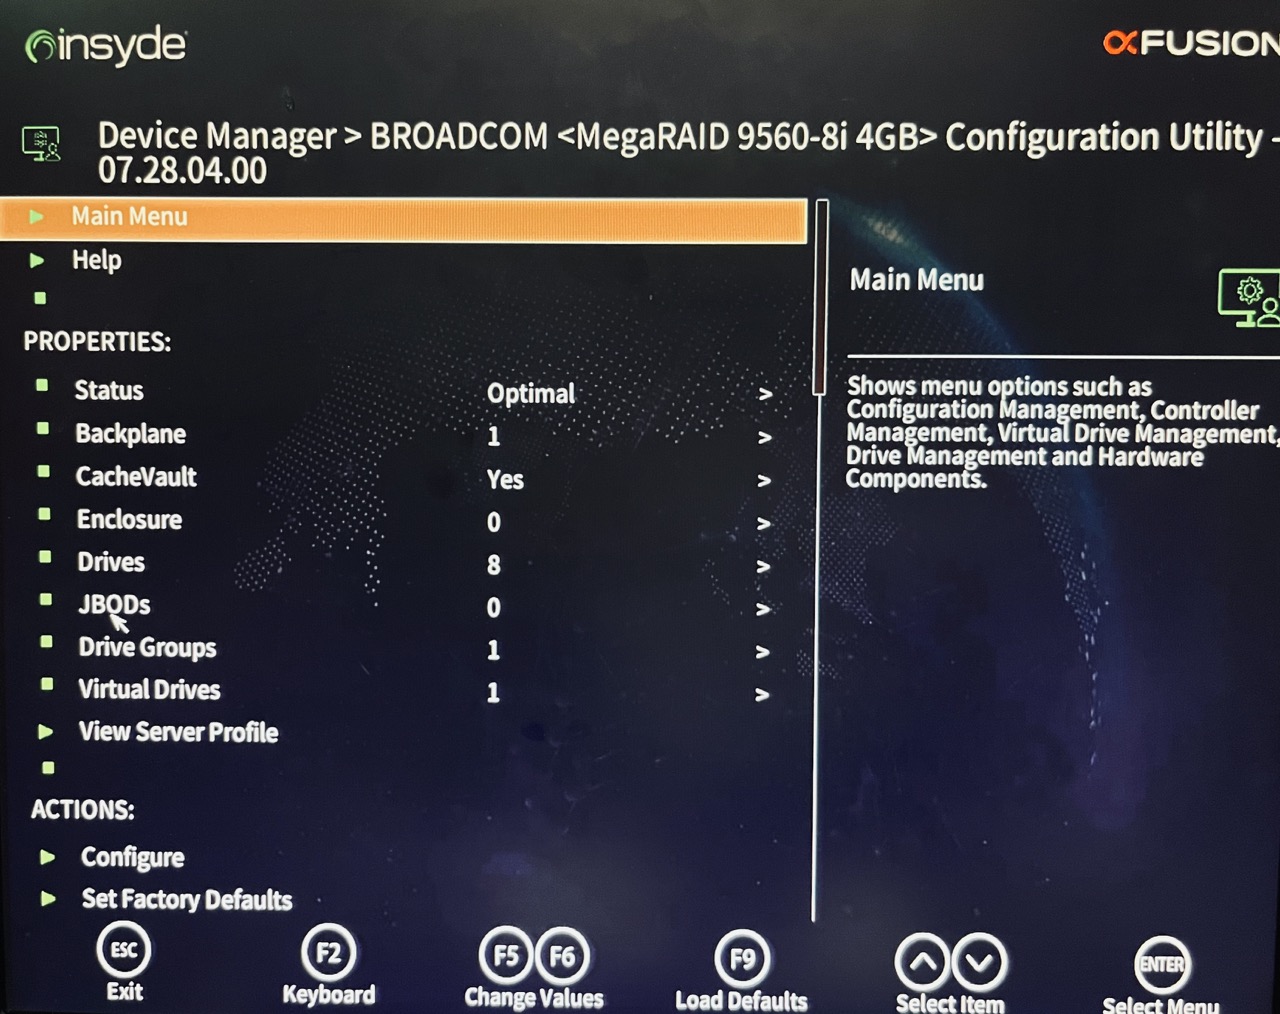 insyde
FUSION
Device Manager > BROADCOM <MegaRAID 9560-8i 4GB> Configuration Utility -
07.28.04.00
Main Menu
Help
PROPERTIES:
Status Optimal >
Backplane 1 >
CacheVault Yes >
Enclosure 0 >
Drives 8 >
JBODs 0 >
Drive Groups 1 >
Virtual Drives 1 >
View Server Profile
ACTIONS:
Configure
Set Factory Defaults
Main Menu
Shows menu options such as
Configuration Management, Controller
Management, Virtual Drive Management,
Drive Management and Hardware
Components.
ESC F2 F5 F6 F9 ENTER
Exit Keyboard Change Values Load Defaults Select Item Select Menu